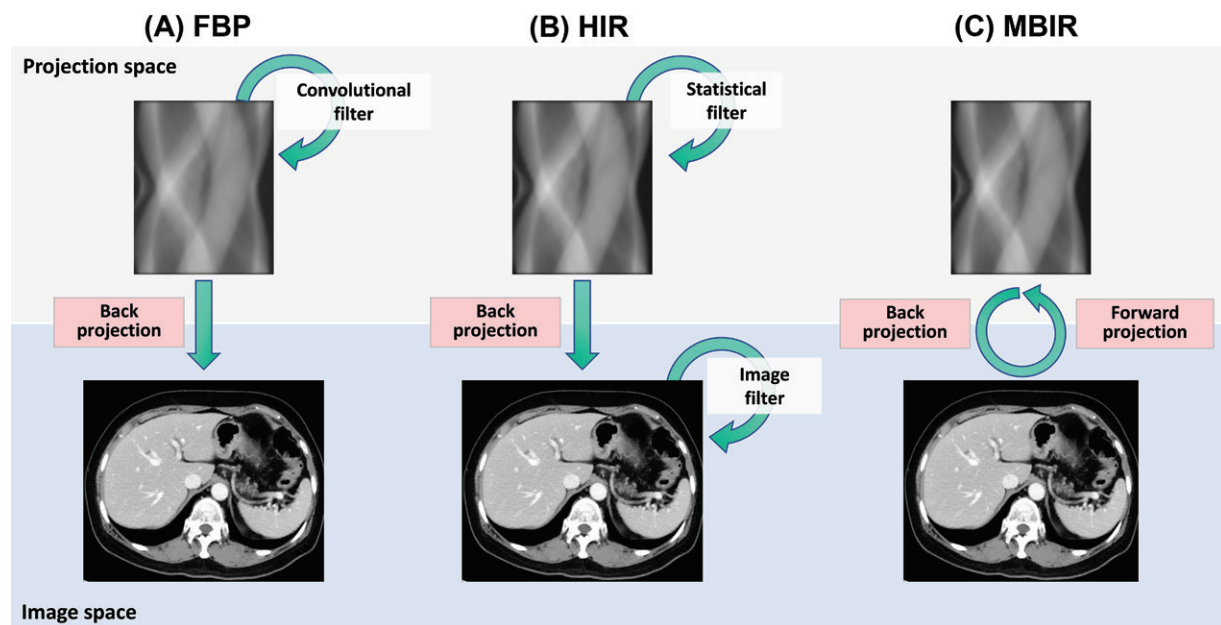 (A) FBP
(B) HIR
(C) MBIR
Projection space
Convolutional
filter
Statistical
filter
Back
projection
Back
projection
Back
projection
Forward
projection
Image
filter
Image space